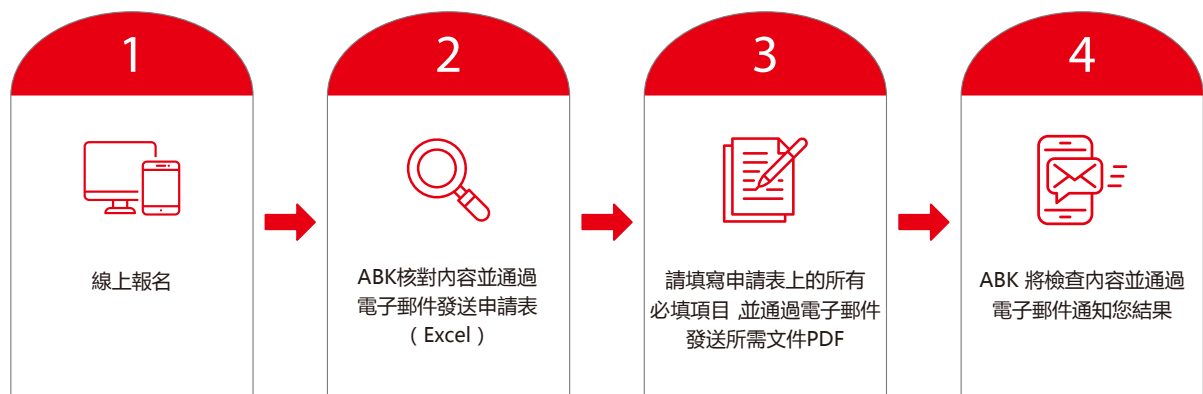 1
線上報名
2
ABK核對內容並通過
電子郵件發送申請表
( Excel )
3
請填寫申請表上的所有
必填項目 ,並通過電子郵件
發送所需文件PDF
4
ABK 將檢查內容並通過
電子郵件通知您結果